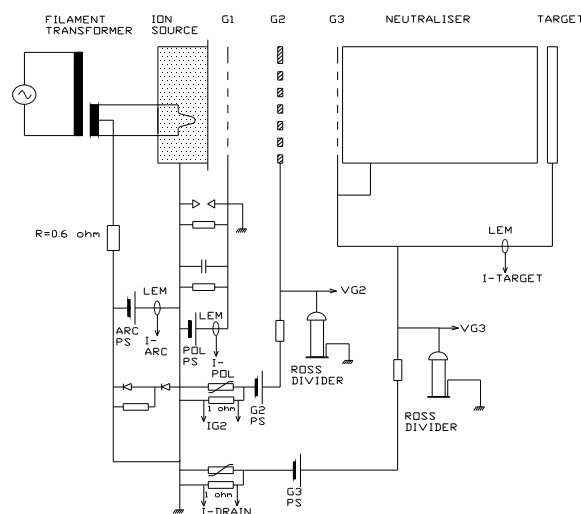 FILAMENT
TRANSFORMER
ION
SOURCE
G1
G2
G3
NEUTRALISER
TARGET
R=0.6 ohm
LEM
I-TARGET
VG2
LEM
ARC
PS
I-
ARC
LEM
POL
PS
I-
POL
ROSS
DIVIDER
VG3
1 ohm
IG2
G2
PS
ROSS
DIVIDER
1 ohm
I-DRAIN
G3
PS